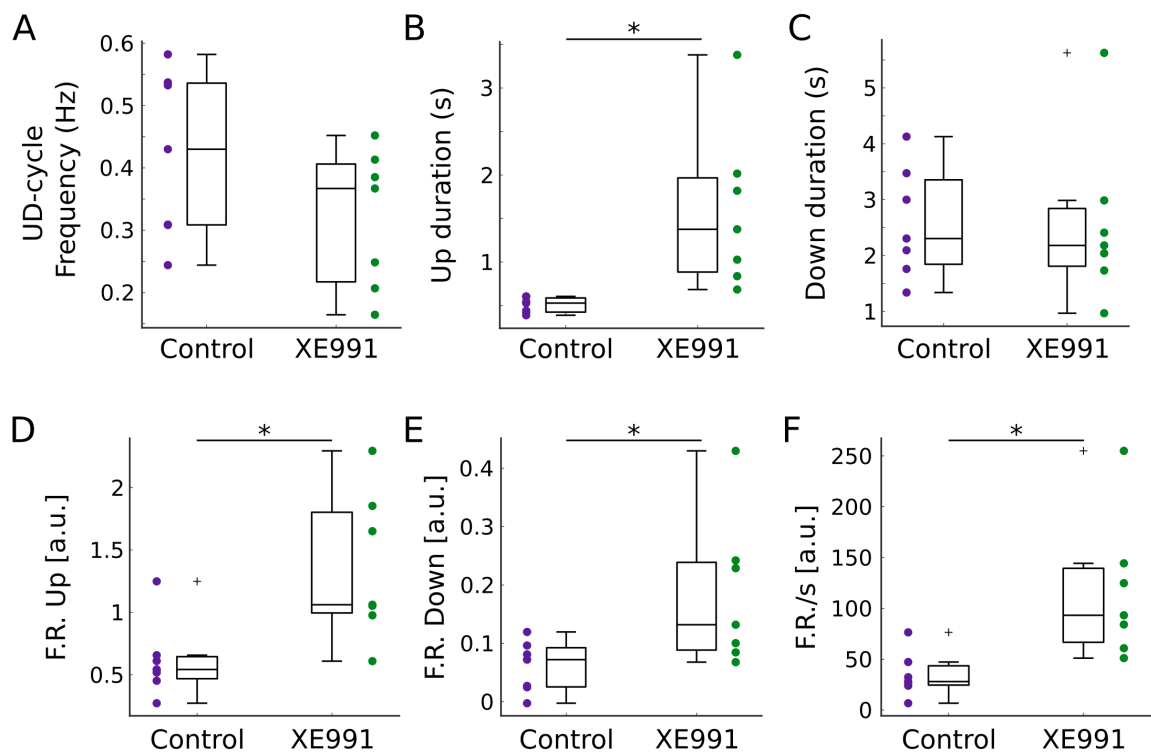 A
UD-cycle
Frequency (Hz)
0.6
0.5
0.4
0.3
0.2
Control
XE991
B
Up duration (s)
*
3
2
1
Control
XE991
C
Down duration (s)
+
5
4
3
2
1
Control
XE991
D
F.R. Up [a.u.]
*
2
1.5
1
0.5
+
Control
XE991
E
F.R. Down [a.u.]
*
0.4
0.3
0.2
0.1
0
Control
XE991
F
F.R./s [a.u.]
*
250
200
150
100
50
0
+
+
Control
XE991